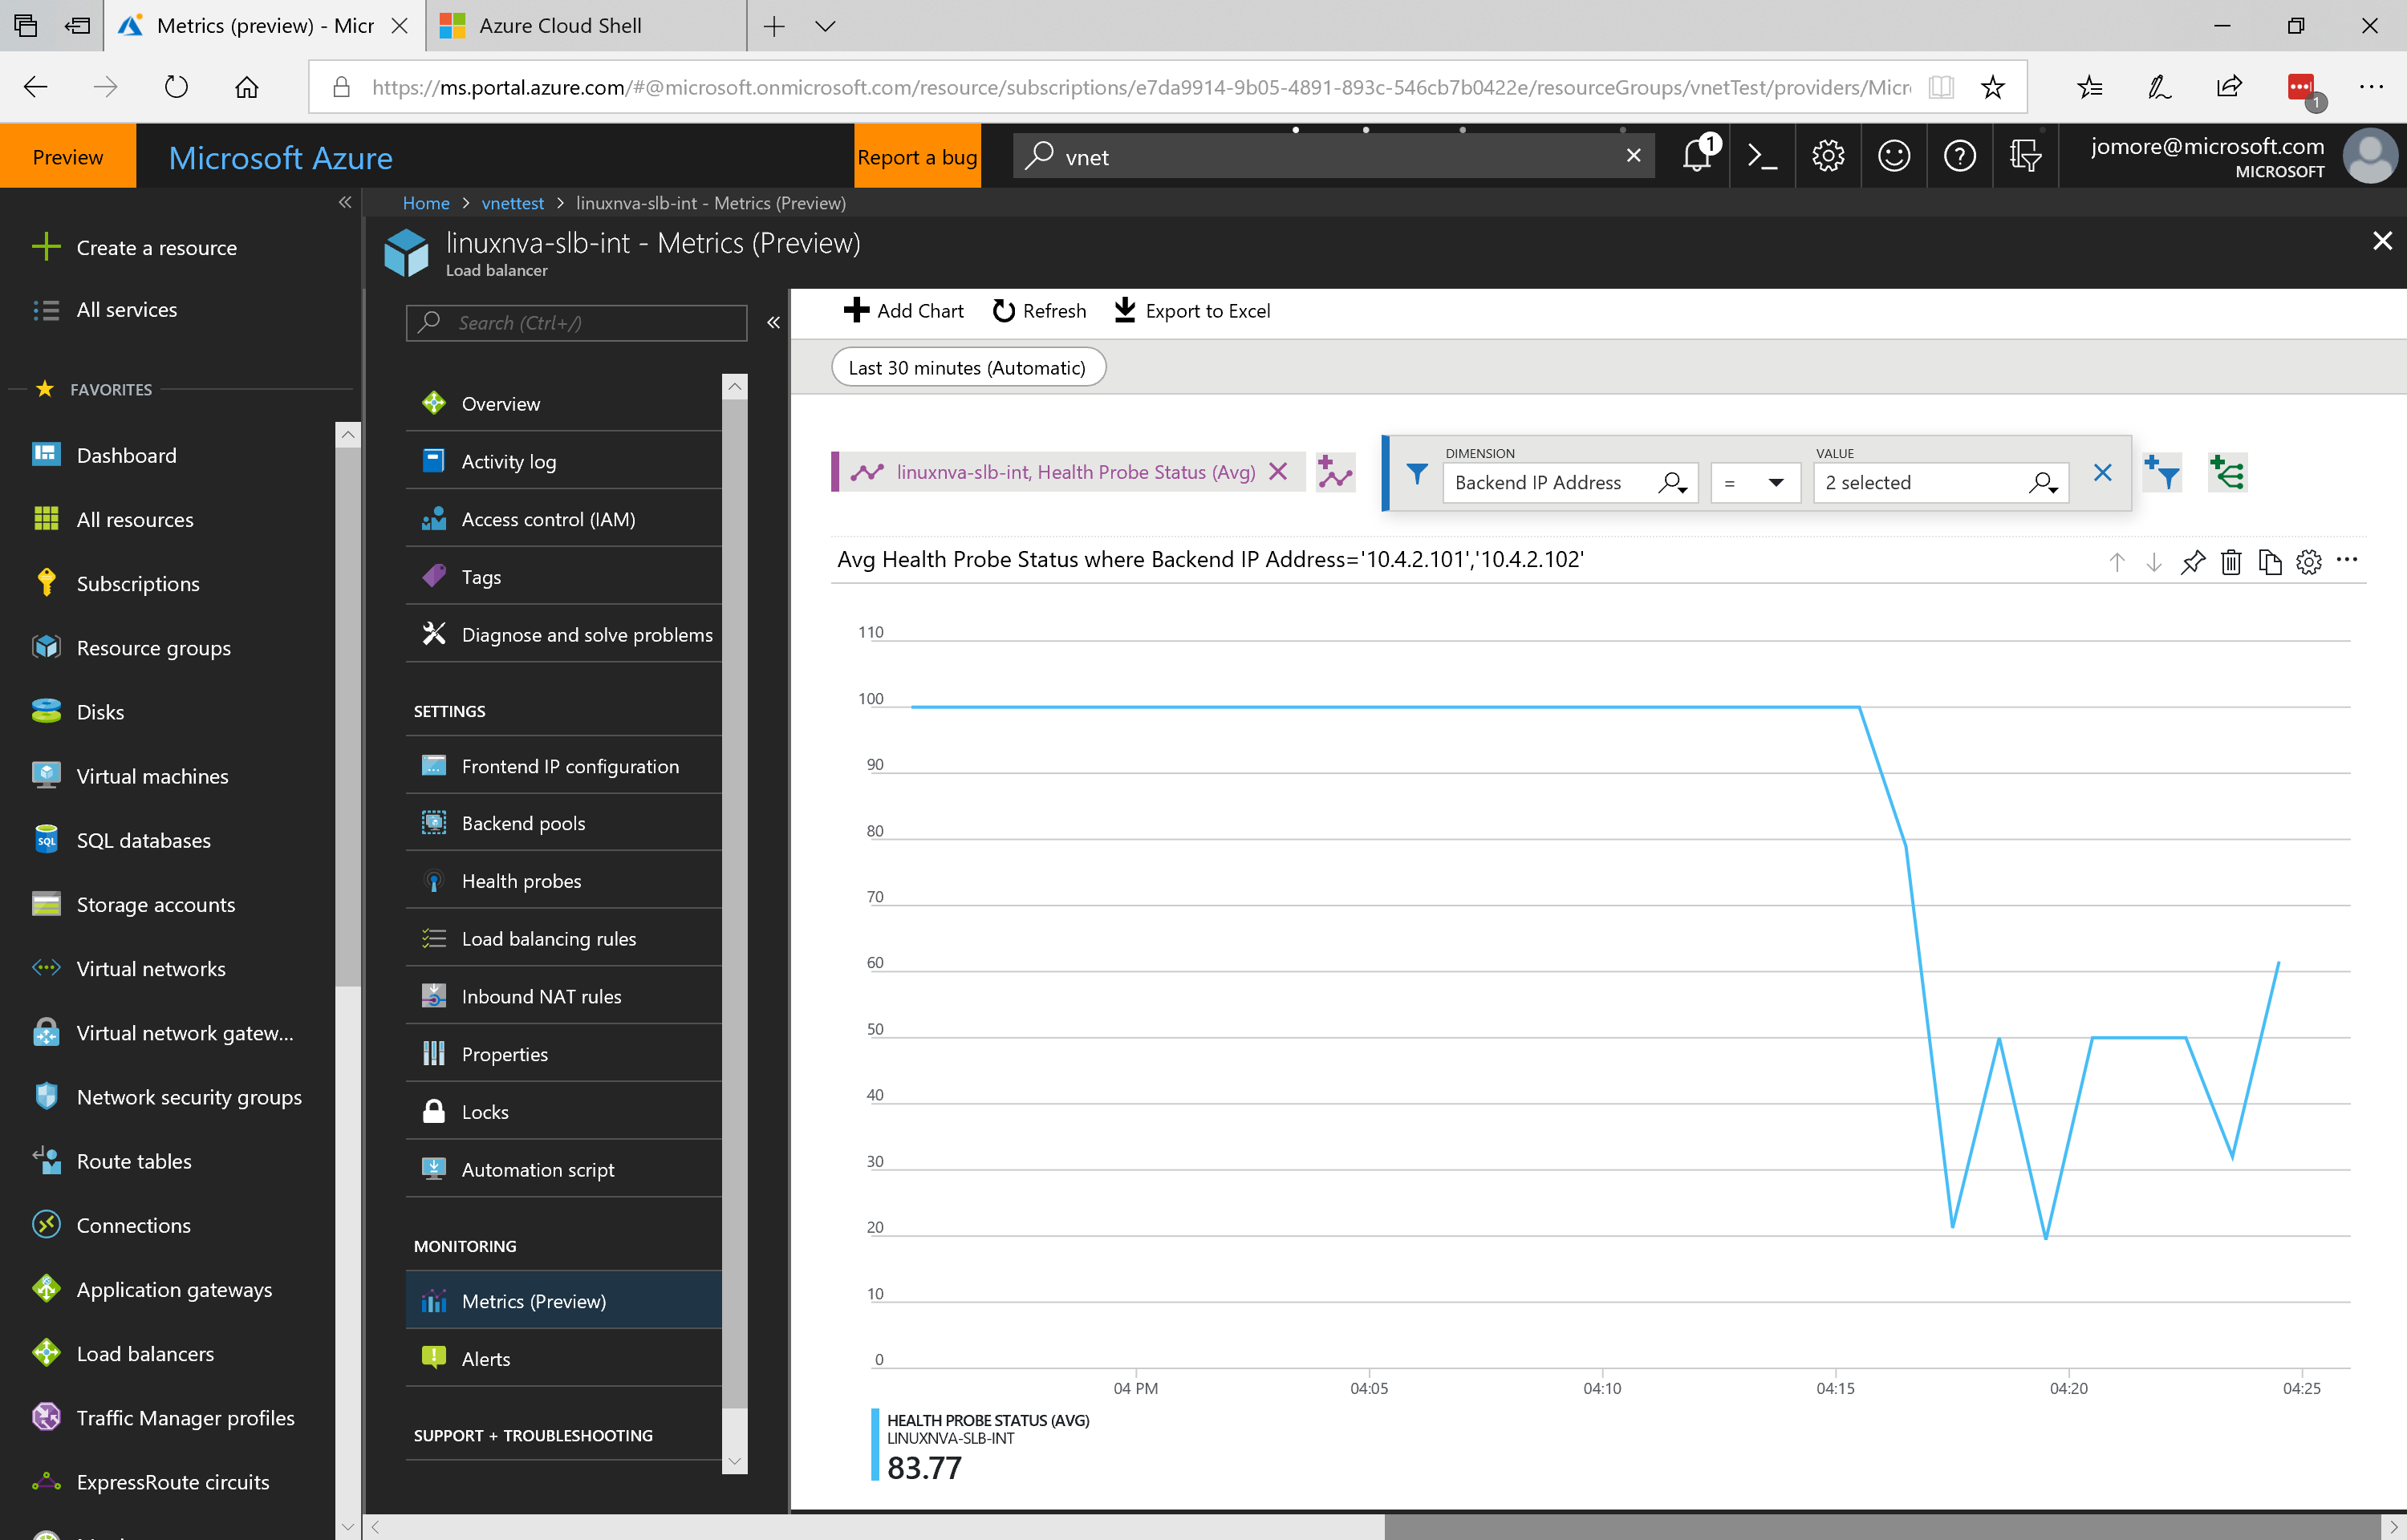 Metrics (preview) - Micr
Azure Cloud Shell
https://ms.portal.azure.com/#@microsoft.onmicrosoft.com/resource/subscriptions/e7da9914-9b05-4891-893c-546cb7b0422e/resourceGroups/vnetTest/providers/Micr
1
Preview
Microsoft Azure
Report a bug
vnet
1
jomore@microsoft.com
MICROSOFT
Home > vnettest > linuxnva-slb-int - Metrics (Preview)
linuxnva-slb-int - Metrics (Preview)
Load balancer
Create a resource
All services
FAVORITES
Dashboard
All resources
Subscriptions
Resource groups
Disks
Virtual machines
SQL
SQL databases
Storage accounts
Virtual networks
Virtual network gatew...
Network security groups
Route tables
Connections
Application gateways
Load balancers
Traffic Manager profiles
ExpressRoute circuits
Search (Ctrl+/)
Overview
Activity log
Access control (IAM)
Tags
Diagnose and solve problems
SETTINGS
Frontend IP configuration
Backend pools
Health probes
Load balancing rules
Inbound NAT rules
Properties
Locks
Automation script
MONITORING
Metrics (Preview)
Alerts
SUPPORT + TROUBLESHOOTING
Add Chart
Refresh
Export to Excel
Last 30 minutes (Automatic)
linuxnva-slb-int, Health Probe Status (Avg)
DIMENSION
Backend IP Address
=
VALUE
2 selected
Avg Health Probe Status where Backend IP Address='10.4.2.101','10.4.2.102'
110
100
90
80
70
60
50
40
30
20
10
0
04 PM
04:05
04:10
04:15
04:20
04:25
HEALTH PROBE STATUS (AVG)
LINUXNVA-SLB-INT
83.77